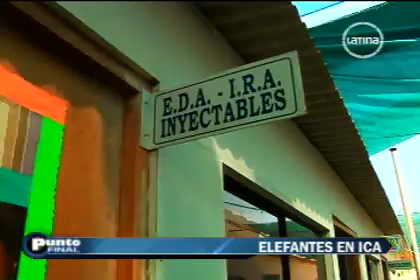 LATINA
E.D.A. - I.R.A.
INYECTABLES
Punto
FINAL
ELEFANTES EN ICA